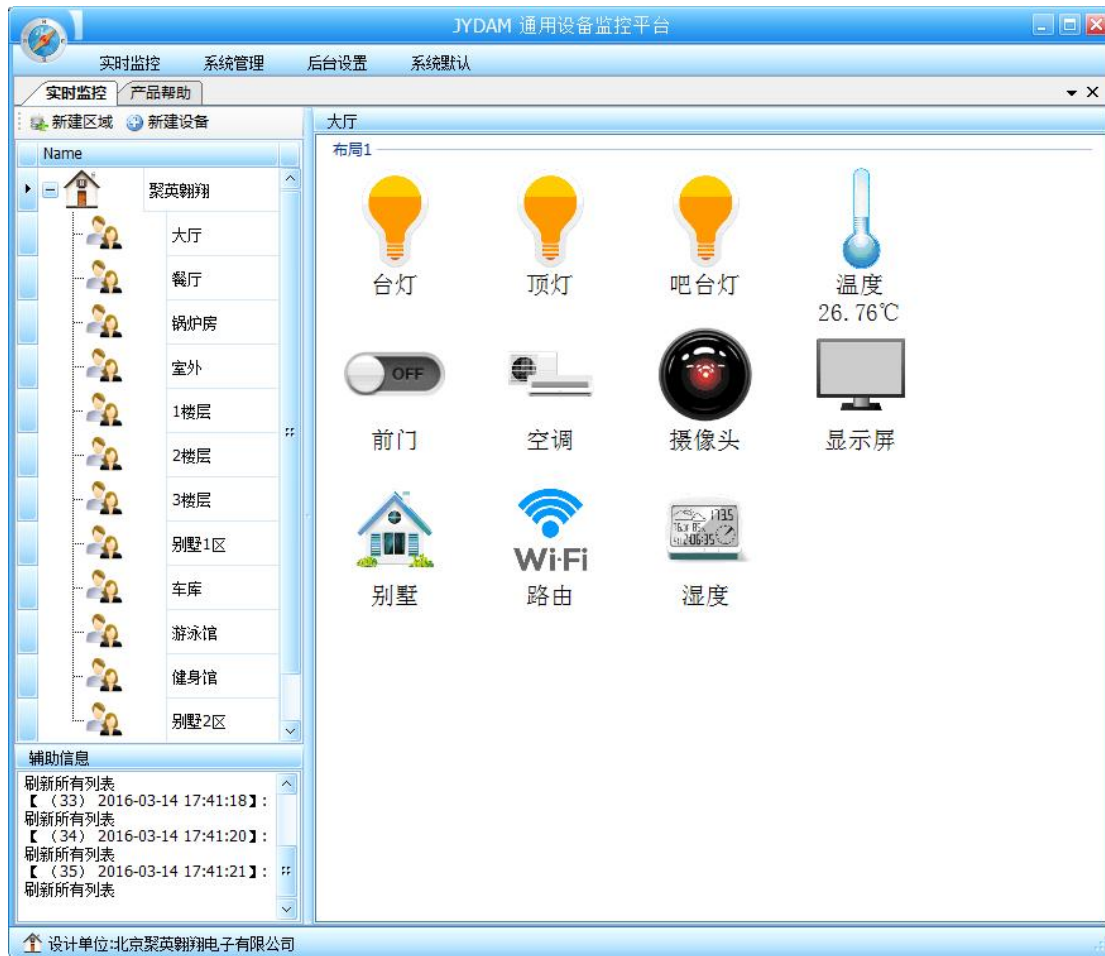 JYDAM 通用设备监控平台
实时监控 系统管理 后台设置 系统默认
实时监控 产品帮助
新建区域 新建设备
大厅
Name
布局1
聚英翱翔
大厅
餐厅
锅炉房
室外
1楼层
2楼层
3楼层
别墅1区
车库
游泳馆
健身馆
别墅2区
台灯 顶灯 吧台灯 温度
26.76℃
OFF
前门 空调 摄像头 显示屏
Wi-Fi
别墅 路由 湿度
辅助信息
刷新所有列表
【 （33） 2016-03-14 17:41:18】:
刷新所有列表
【 （34） 2016-03-14 17:41:20】:
刷新所有列表
【 （35） 2016-03-14 17:41:21】:
刷新所有列表
设计单位:北京聚英翱翔电子有限公司